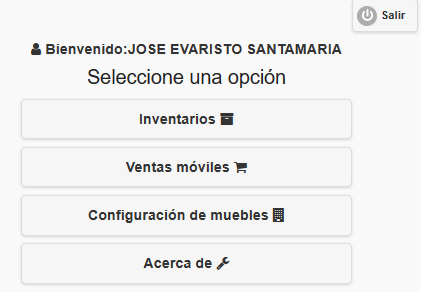 Salir
Bienvenido:JOSE EVARISTO SANTAMARIA
Seleccione una opción
Inventarios
Ventas móviles
Configuración de muebles
Acerca de